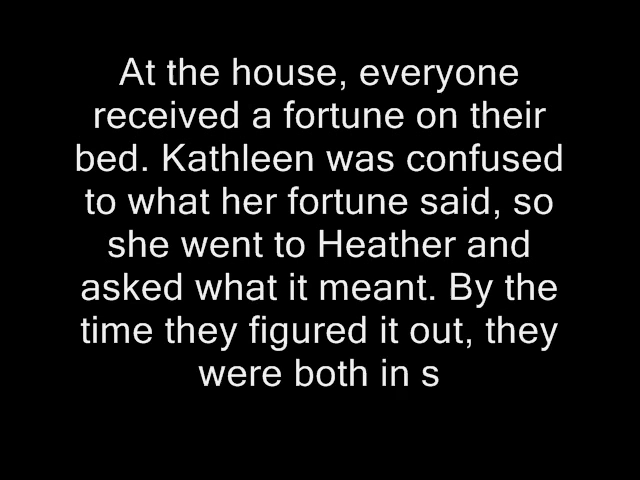 At the house, everyone
received a fortune on their
bed. Kathleen was confused
to what her fortune said, so
she went to Heather and
asked what it meant. By the
time they figured it out, they
were both in s